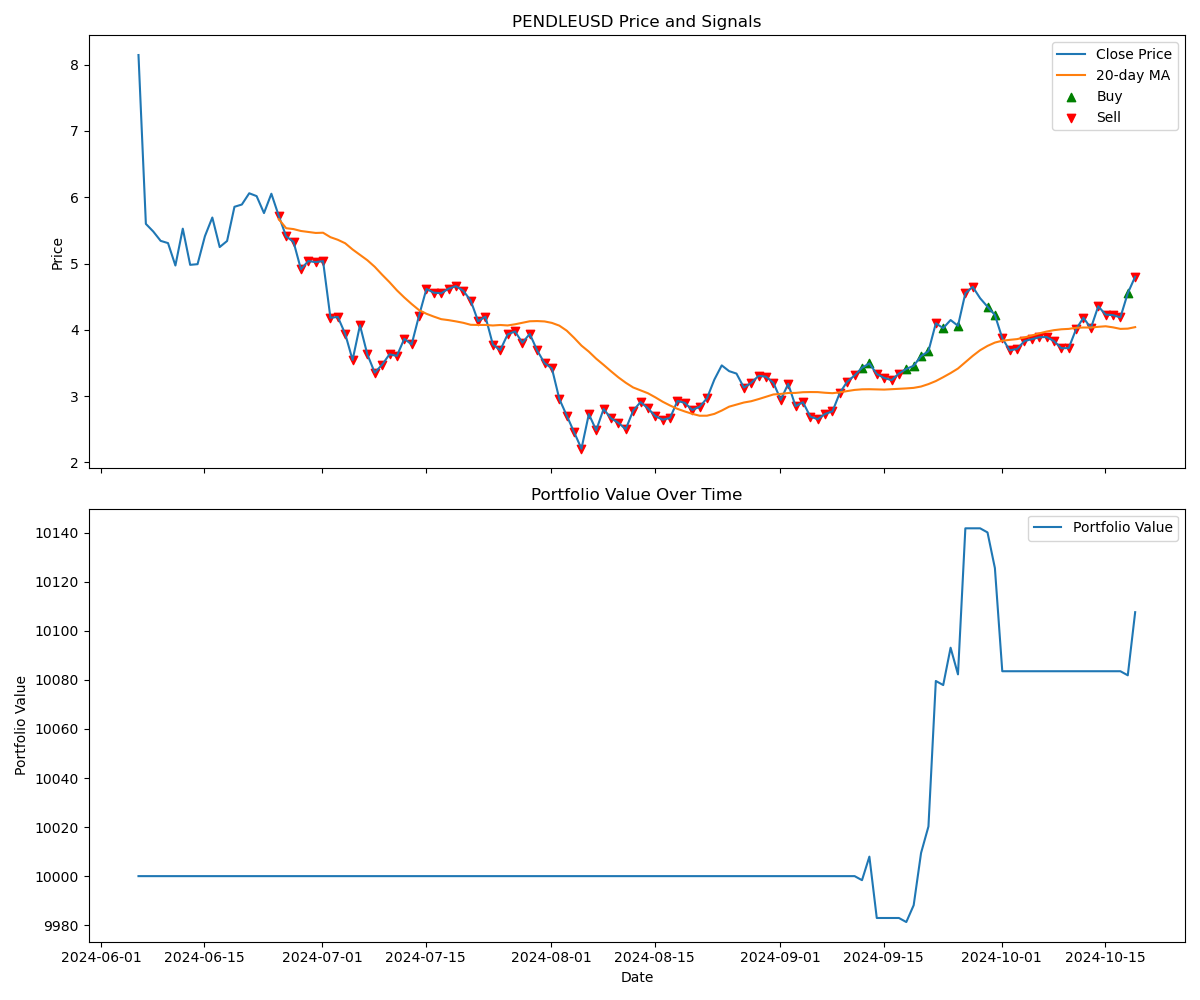 PENDLEUSD Price and Signals
Close Price
20-day MA
Buy
Sell
8
7
6
5
4
3
2
Price
Portfolio Value Over Time
Portfolio Value
10140
10120
10100
10080
10060
10040
10020
10000
9980
Portfolio Value
2024-06-01 2024-06-15 2024-07-01 2024-07-15 2024-08-01 2024-08-15 2024-09-01 2024-09-15 2024-10-01 2024-10-15
Date